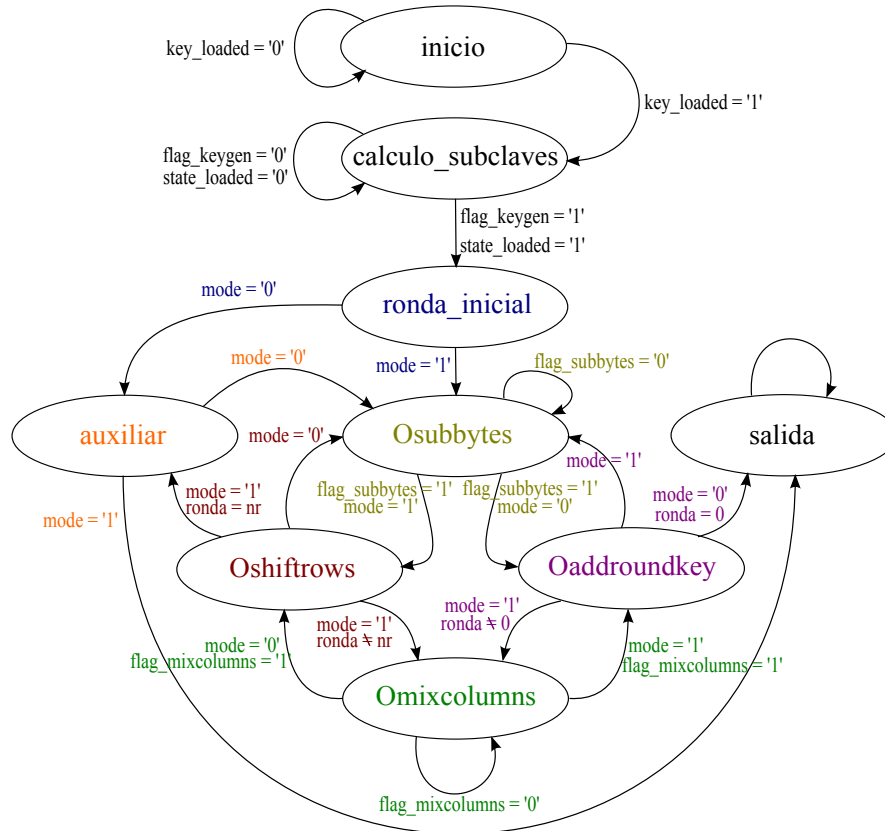 inicio
key_loaded = '0'
key_loaded = '1'
calculo_subclaves
flag_keygen = '0'
state_loaded = '0'
flag_keygen = '1'
state_loaded = '1'
ronda_inicial
mode = '0'
mode = '1'
mode = '0'
flag_subbytes = '0'
auxiliar
mode = '0'
Osubbytes
mode = '1'
salida
mode = '1'
mode = '1'
ronda = nr
flag_subbytes = '1'
mode = '1'
flag_subbytes = '1'
mode = '0'
mode = '0'
ronda = 0
Oshiftrows
Oaddroundkey
mode = '0'
flag_mixcolumns = '1'
mode = '1'
ronda ≠ nr
mode = '1'
ronda ≠ 0
mode = '1'
flag_mixcolumns = '1'
Omixcolumns
flag_mixcolumns = '0'